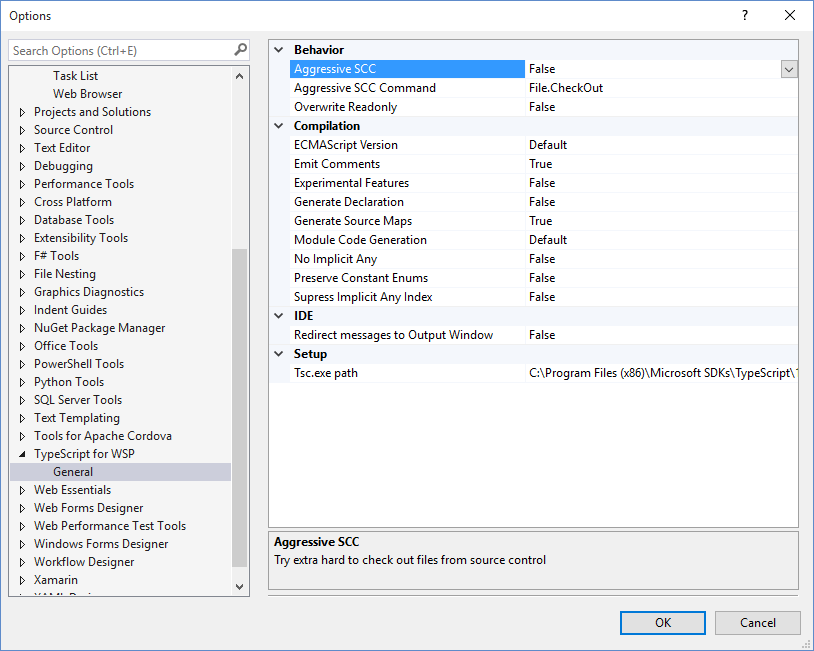 Options
?
Search Options (Ctrl+E)
Task List
Web Browser
Projects and Solutions
Source Control
Text Editor
Debugging
Performance Tools
Cross Platform
Database Tools
Extensibility Tools
F# Tools
File Nesting
Graphics Diagnostics
Indent Guides
NuGet Package Manager
Office Tools
PowerShell Tools
Python Tools
SQL Server Tools
Text Templating
Tools for Apache Cordova
TypeScript for WSP
General
Web Essentials
Web Forms Designer
Web Performance Test Tools
Windows Forms Designer
Workflow Designer
Xamarin
Behavior
Aggressive SCC False
Aggressive SCC Command File.CheckOut
Overwrite Readonly False
Compilation
ECMAScript Version Default
Emit Comments True
Experimental Features False
Generate Declaration False
Generate Source Maps True
Module Code Generation Default
No Implicit Any False
Preserve Constant Enums False
Supress Implicit Any Index False
IDE
Redirect messages to Output Window False
Setup
Tsc.exe path C:\Program Files (x86)\Microsoft SDKs\TypeScript\
Aggressive SCC
Try extra hard to check out files from source control
OK Cancel